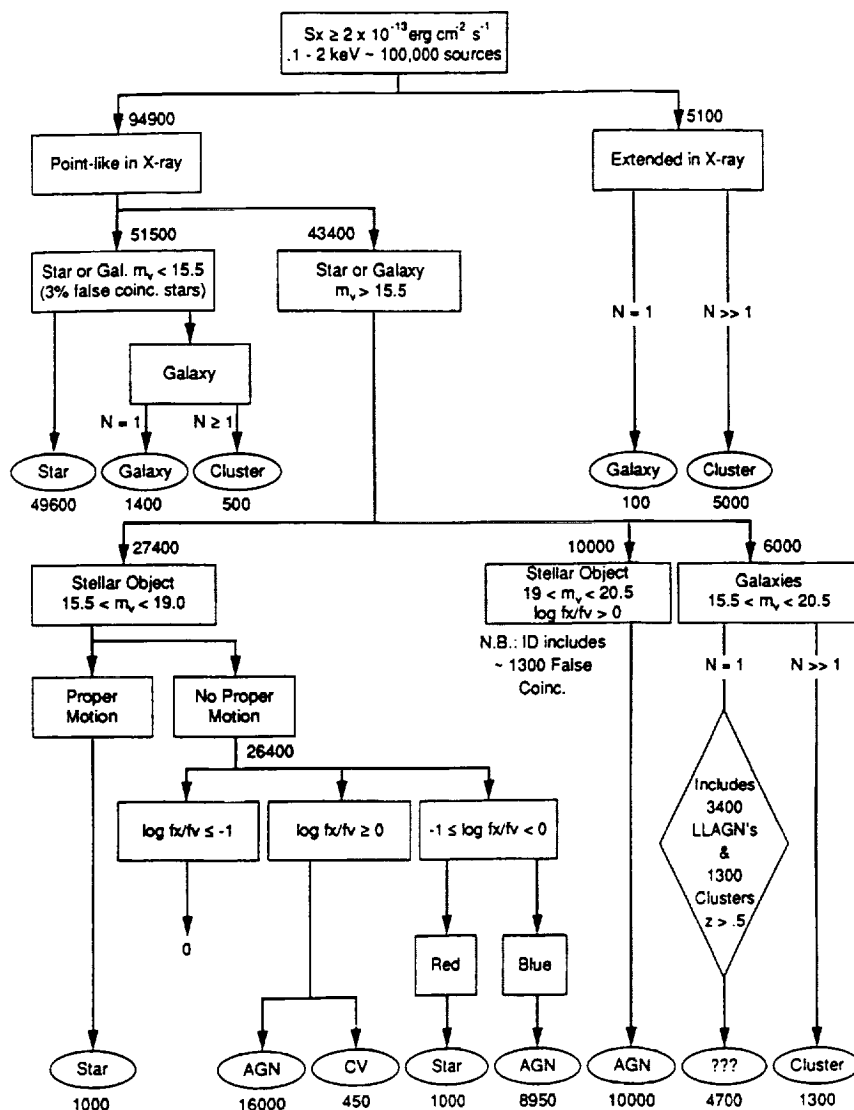 Sx ≥ 2 x 10⁻¹³ erg cm² s⁻¹
.1 - 2 keV ~ 100,000 sources
94900
5100
Point-like in X-ray
Extended in X-ray
51500
43400
Star or Gal. mᵥ < 15.5
(3% false coinc. stars)
Star or Galaxy
mᵥ > 15.5
N = 1
N >> 1
Galaxy
N = 1
N ≥ 1
Star
Galaxy
Cluster
Galaxy
Cluster
49600
1400
500
100
5000
27400
10000
6000
Stellar Object
15.5 < mᵥ < 19.0
Stellar Object
19 < mᵥ < 20.5
log fx/fv > 0
Galaxies
15.5 < mᵥ < 20.5
N.B.: ID includes
~ 1300 False
Coinc.
N = 1
N >> 1
Proper
Motion
No Proper
Motion
26400
log fx/fv ≤ -1
log fx/fv ≥ 0
-1 ≤ log fx/fv < 0
Includes
3400
LLAGN's
&
1300
Clusters
z > .5
0
Red
Blue
Star
AGN
CV
Star
AGN
AGN
???
Cluster
1000
16000
450
1000
8950
10000
4700
1300